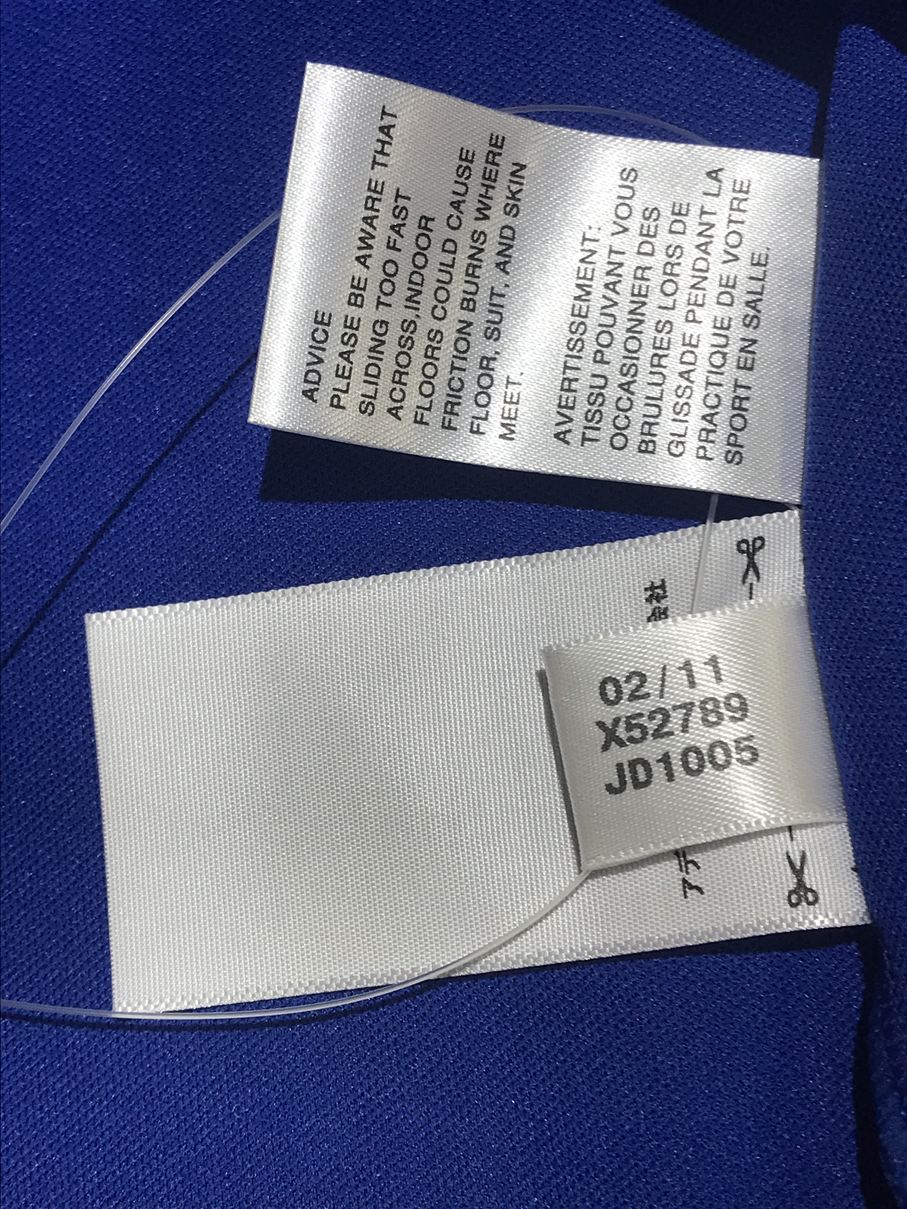 ADVICE
PLEASE BE AWARE THAT
SLIDING TOO FAST
ACROSS INDOOR
FLOORS COULD CAUSE
FRICTION BURNS WHERE
FLOOR, SUIT, AND SKIN
MEET.
AVERTISSEMENT:
TISSU POUVANT VOUS
OCCASIONNER DES
BRULURES LORS DE
GLISSADE PENDANT LA
PRACTIQUE DE VOTRE
SPORT EN SALLE.
02/11
X52789
JD1005